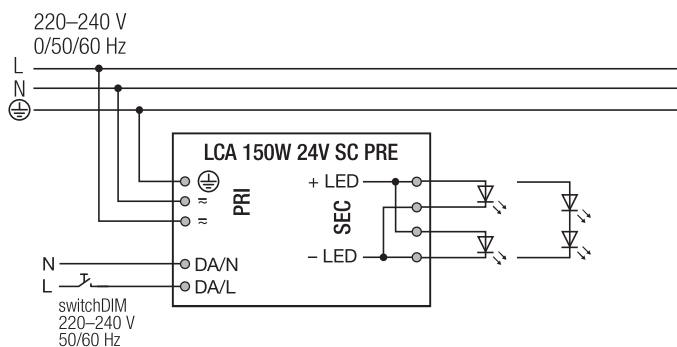 220–240 V
0/50/60 Hz
L
N
LCA 150W 24V SC PRE
PRI
SEC
+ LED
≂
≂
– LED
N
DA/N
L
DA/L
switchDIM
220–240 V
50/60 Hz